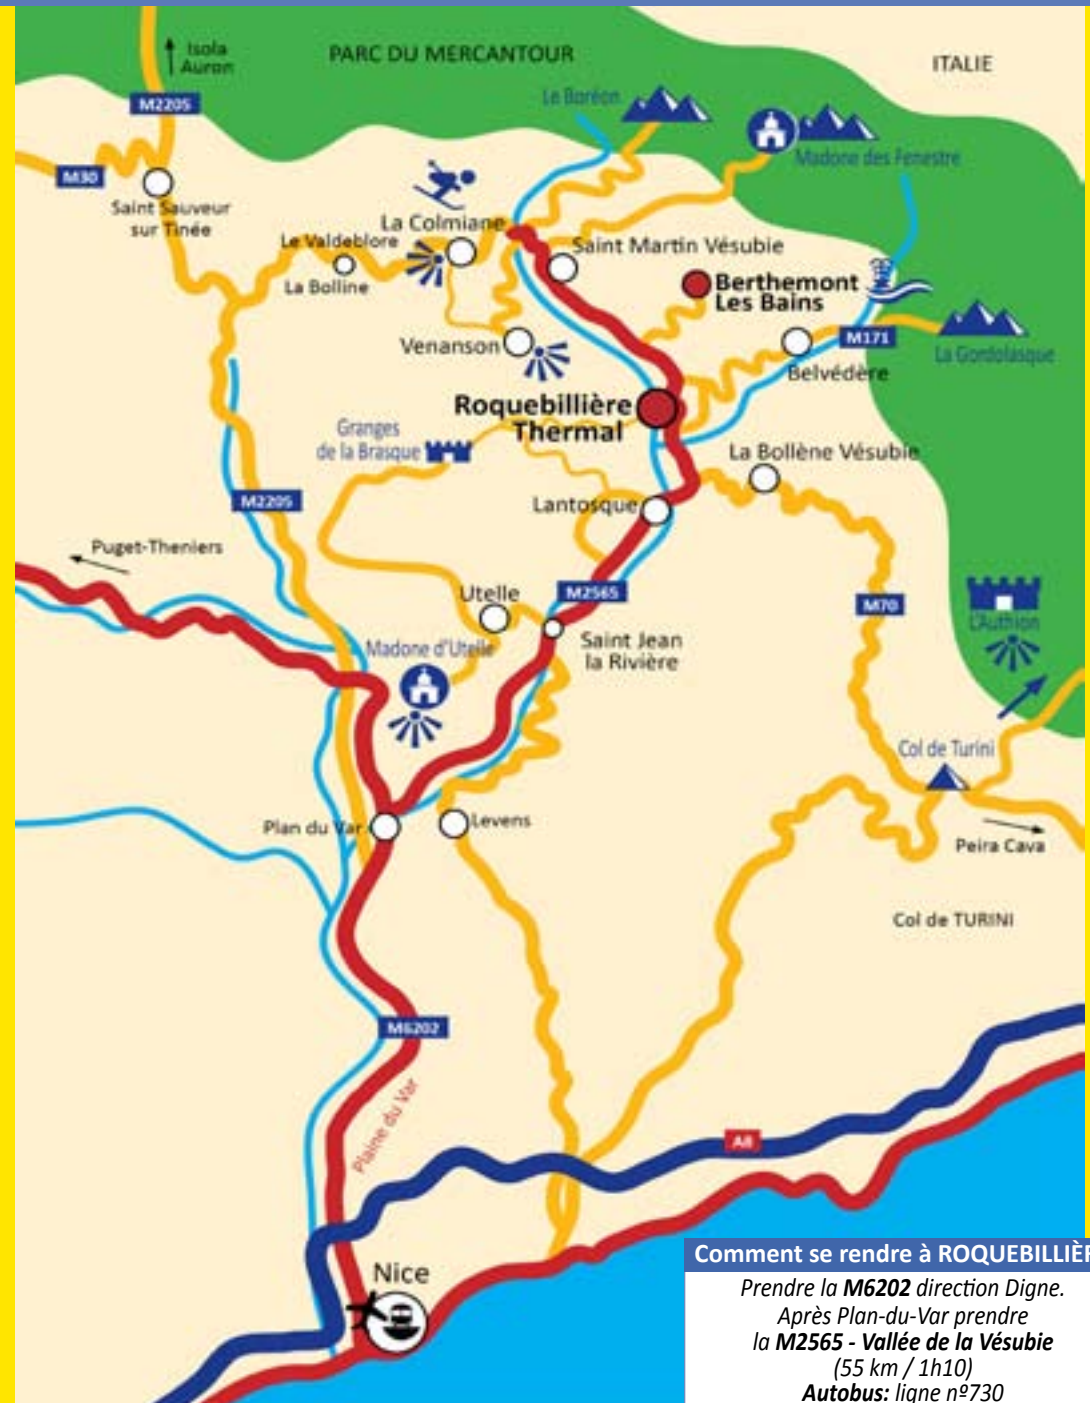 Isola
Auron
PARC DU MERCANTOUR
ITALIE
M2205
Le Boréon
Madone des Fenestre
M30
Saint Sauveur
sur Tinée
La Colmiane
Le Valdeblore
La Bolline
Saint Martin Vésubie
Berthemont
Les Bains
Venanson
M171
La Gordolasque
Belvédère
Roquebillière
Thermal
Granges
de la Brasque
La Bollène Vésubie
M2205
Lantosque
Puget-Theniers
Utelle
M2565
M70
L'Authion
Saint Jean
la Rivière
Madone d'Utelle
Col de Turini
Plan du Var
Levens
Peira Cava
Col de TURINI
M6202
Plaine du Var
A8
Nice
Comment se rendre à ROQUEBILLIÈR
Prendre la M6202 direction Digne.
Après Plan-du-Var prendre
la M2565 - Vallée de la Vésubie
(55 km / 1h10)
Autobus: ligne nº730